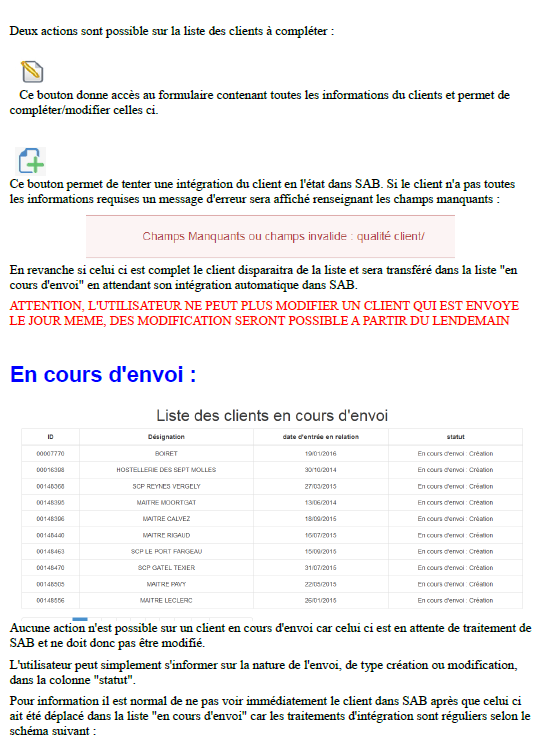 Deux actions sont possible sur la liste des clients à compléter :
Ce bouton donne accès au formulaire contenant toutes les informations du clients et permet de
compléter/modifier celles ci.
Ce bouton permet de tenter une intégration du client en l'état dans SAB. Si le client n'a pas toutes
les informations requises un message d'erreur sera affiché renseignant les champs manquants :
Champs Manquants ou champs invalide : qualité client/
En revanche si celui ci est complet le client disparaitra de la liste et sera transféré dans la liste "en
cours d'envoi" en attendant son intégration automatique dans SAB.
ATTENTION, L'UTILISATEUR NE PEUT PLUS MODIFIER UN CLIENT QUI EST ENVOYE
LE JOUR MEME, DES MODIFICATION SERONT POSSIBLE A PARTIR DU LENDEMAIN
En cours d'envoi :
Liste des clients en cours d'envoi
ID Désignation date d'entrée en relation statut
00007770 BOIRET 19/01/2016 En cours d'envoi : Création
00016398 HOSTELLERIE DES SEPT MOLLES 30/10/2014 En cours d'envoi : Création
00148368 SCP REYNES VERGELY 27/03/2015 En cours d'envoi : Création
00148395 MAITRE MOORTGAT 13/06/2014 En cours d'envoi : Création
00148396 MAITRE CALVEZ 18/09/2015 En cours d'envoi : Création
00148440 MAITRE RIGAUD 16/07/2015 En cours d'envoi : Création
00148463 SCP LE PORT FARGEAU 15/09/2015 En cours d'envoi : Création
00148470 SCP GATEL TEXIER 31/07/2015 En cours d'envoi : Création
00148505 MAITRE PAVY 22/05/2015 En cours d'envoi : Création
00148556 MAITRE LECLERC 26/01/2015 En cours d'envoi : Création
Aucune action n'est possible sur un client en cours d'envoi car celui ci est en attente de traitement de
SAB et ne doit donc pas être modifié.
L'utilisateur peut simplement s'informer sur la nature de l'envoi, de type création ou modification,
dans la colonne "statut".
Pour information il est normal de ne pas voir immédiatement le client dans SAB après que celui ci
ait été déplacé dans la liste "en cours d'envoi" car les traitements d'intégration sont réguliers selon le
schéma suivant :